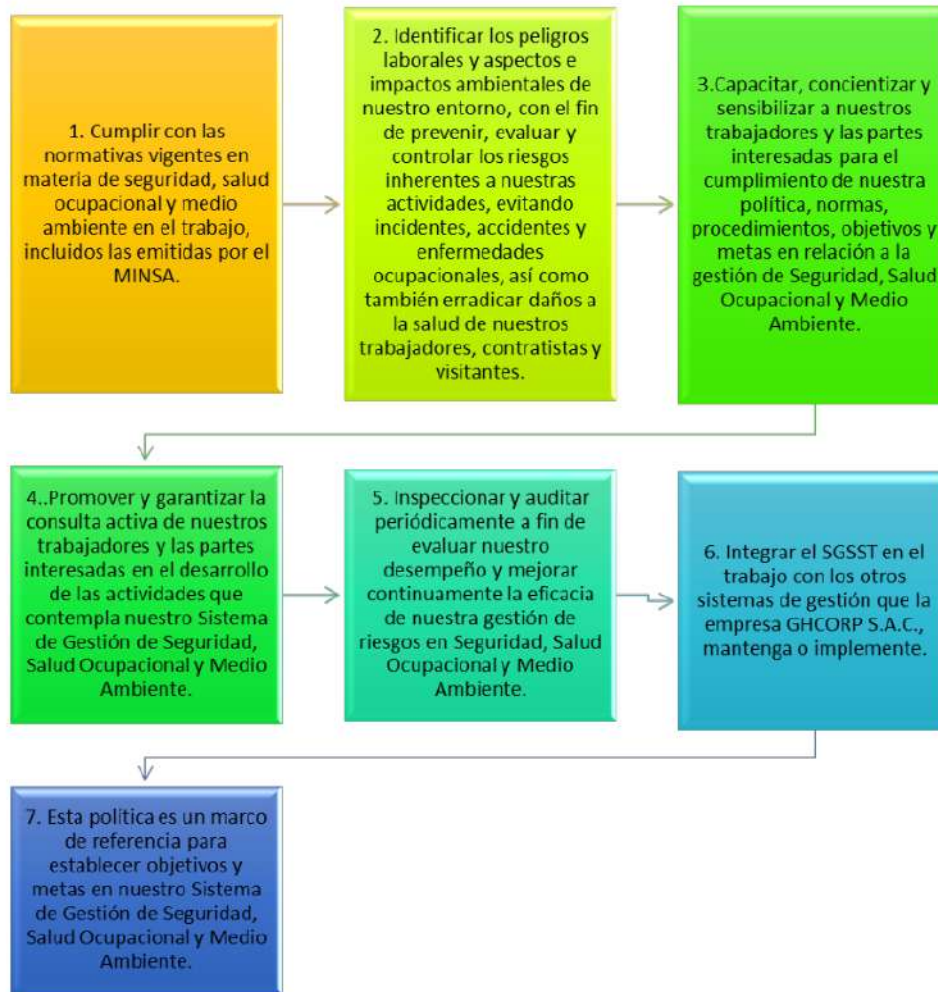 1. Cumplir con las
normativas vigentes en
materia de seguridad, salud
ocupacional y medio
ambiente en el trabajo,
incluidos las emitidas por el
MINSA.
2. Identificar los peligros
laborales y aspectos e
impactos ambientales de
nuestro entorno, con el fin
de prevenir, evaluar y
controlar los riesgos
inherentes a nuestras
actividades, evitando
incidentes, accidentes y
enfermedades
ocupacionales, así como
también erradicar daños a
la salud de nuestros
trabajadores, contratistas y
visitantes.
3.Capacitar, concientizar y
sensibilizar a nuestros
trabajadores y las partes
interesadas para el
cumplimiento de nuestra
política, normas,
procedimientos, objetivos y
metas en relación a la
gestión de Seguridad, Salud
Ocupacional y Medio
Ambiente.
4..Promover y garantizar la
consulta activa de nuestros
trabajadores y las partes
interesadas en el desarrollo
de las actividades que
contempla nuestro Sistema
de Gestión de Seguridad,
Salud Ocupacional y Medio
Ambiente.
5. Inspeccionar y auditar
periódicamente a fin de
evaluar nuestro
desempeño y mejorar
continuamente la eficacia
de nuestra gestión de
riesgos en Seguridad, Salud
Ocupacional y Medio
Ambiente.
6. Integrar el SGSST en el
trabajo con los otros
sistemas de gestión que la
empresa GHCORP S.A.C.,
mantenga o implemente.
7. Esta política es un marco
de referencia para
establecer objetivos y
metas en nuestro Sistema
de Gestión de Seguridad,
Salud Ocupacional y Medio
Ambiente.